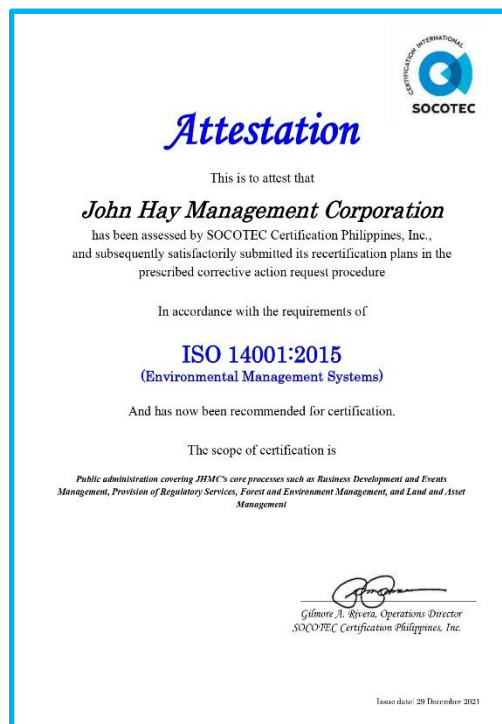 CERTIFICATION INTERNATIONAL
SOCOTEC
Attestation
This is to attest that
John Hay Management Corporation
has been assessed by SOCOTEC Certification Philippines, Inc.,
and subsequently satisfactorily submitted its recertification plans in the
prescribed corrective action request procedure
In accordance with the requirements of
ISO 14001:2015
(Environmental Management Systems)
And has now been recommended for certification.
The scope of certification is
Public administration covering JHMC's core processes such as Business Development and Events
Management, Provision of Regulatory Services, Forest and Environment Management, and Land and Asset
Management
Gilmore A. Rivera, Operations Director
SOCOTEC Certification Philippines, Inc.
Issue date: 29 December 2021